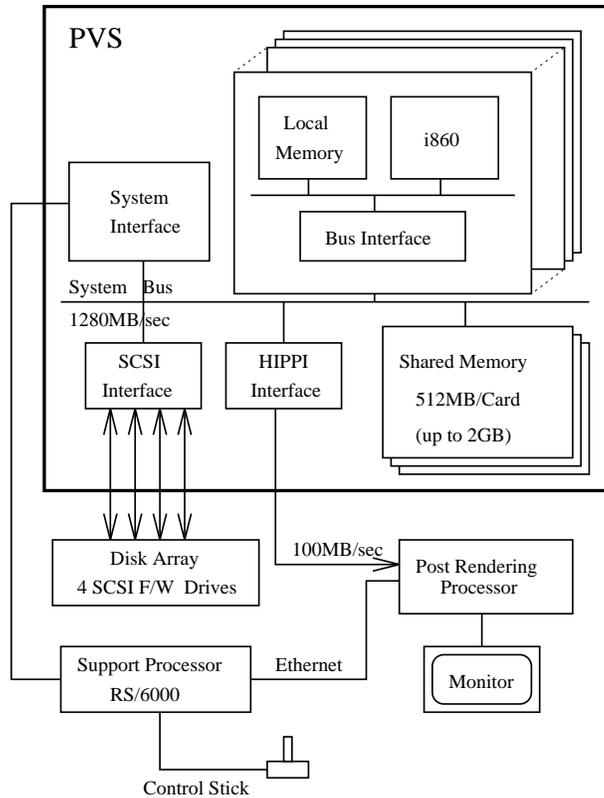 PVS
Local
Memory
i860
System
Interface
Bus Interface
System Bus
1280MB/sec
SCSI
Interface
HIPPI
Interface
Shared Memory
512MB/Card
(up to 2GB)
Disk Array
4 SCSI F/W Drives
100MB/sec
Post Rendering
Processor
Support Processor
RS/6000
Ethernet
Monitor
Control Stick